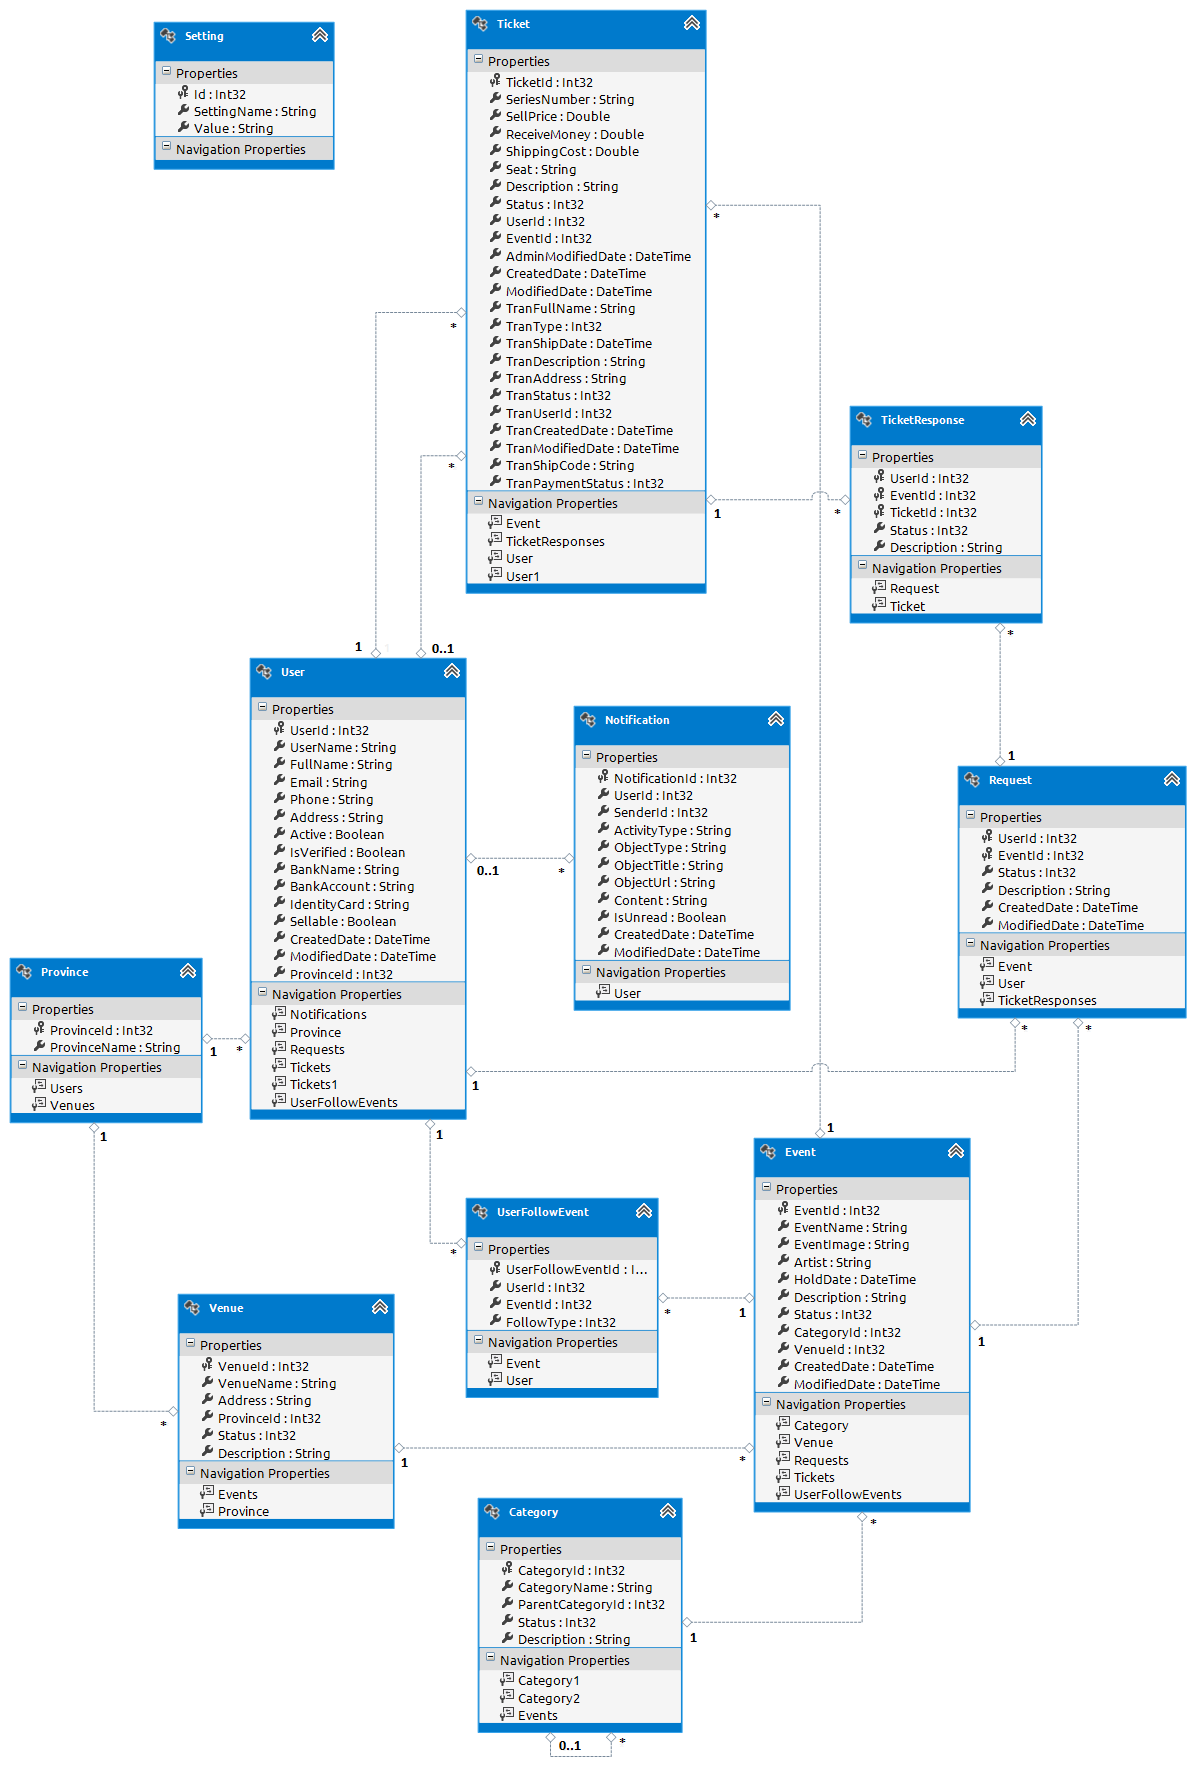 Setting
Properties
Id : Int32
SettingName : String
Value : String
Navigation Properties
Ticket
Properties
TicketId : Int32
SeriesNumber : String
SellPrice : Double
ReceiveMoney : Double
ShippingCost : Double
Seat : String
Description : String
Status : Int32
UserId : Int32
EventId : Int32
AdminModifiedDate : DateTime
CreatedDate : DateTime
ModifiedDate : DateTime
TranFullName : String
TranType : Int32
TranShipDate : DateTime
TranDescription : String
TranAddress : String
TranStatus : Int32
TranUserId : Int32
TranCreatedDate : DateTime
TranModifiedDate : DateTime
TranShipCode : String
TranPaymentStatus : Int32
Navigation Properties
Event
TicketResponses
User
User1
*
*
*
1
*
TicketResponse
Properties
UserId : Int32
EventId : Int32
TicketId : Int32
Status : Int32
Description : String
Navigation Properties
Request
Ticket
*
1
1
0..1
User
Properties
UserId : Int32
UserName : String
FullName : String
Email : String
Phone : String
Address : String
Active : Boolean
IsVerified : Boolean
BankName : String
BankAccount : String
IdentityCard : String
Sellable : Boolean
CreatedDate : DateTime
ModifiedDate : DateTime
ProvinceId : Int32
Navigation Properties
Notifications
Province
Requests
Tickets
Tickets1
UserFollowEvents
0..1
*
Notification
Properties
NotificationId : Int32
UserId : Int32
SenderId : Int32
ActivityType : String
ObjectType : String
ObjectTitle : String
ObjectUrl : String
Content : String
IsUnread : Boolean
CreatedDate : DateTime
ModifiedDate : DateTime
Navigation Properties
User
Request
Properties
UserId : Int32
EventId : Int32
Status : Int32
Description : String
CreatedDate : DateTime
ModifiedDate : DateTime
Navigation Properties
Event
User
TicketResponses
*
*
Province
Properties
ProvinceId : Int32
ProvinceName : String
Navigation Properties
Users
Venues
1
*
1
1
1
1
Event
Properties
EventId : Int32
EventName : String
EventImage : String
Artist : String
HoldDate : DateTime
Description : String
Status : Int32
CategoryId : Int32
VenueId : Int32
CreatedDate : DateTime
ModifiedDate : DateTime
Navigation Properties
Category
Venue
Requests
Tickets
UserFollowEvents
1
*
UserFollowEvent
Properties
UserFollowEventId : I...
UserId : Int32
EventId : Int32
FollowType : Int32
Navigation Properties
Event
User
*
*
1
Venue
Properties
VenueId : Int32
VenueName : String
Address : String
ProvinceId : Int32
Status : Int32
Description : String
Navigation Properties
Events
Province
*
1
*
Category
Properties
CategoryId : Int32
CategoryName : String
ParentCategoryId : Int32
Status : Int32
Description : String
Navigation Properties
Category1
Category2
Events
1
0..1
*